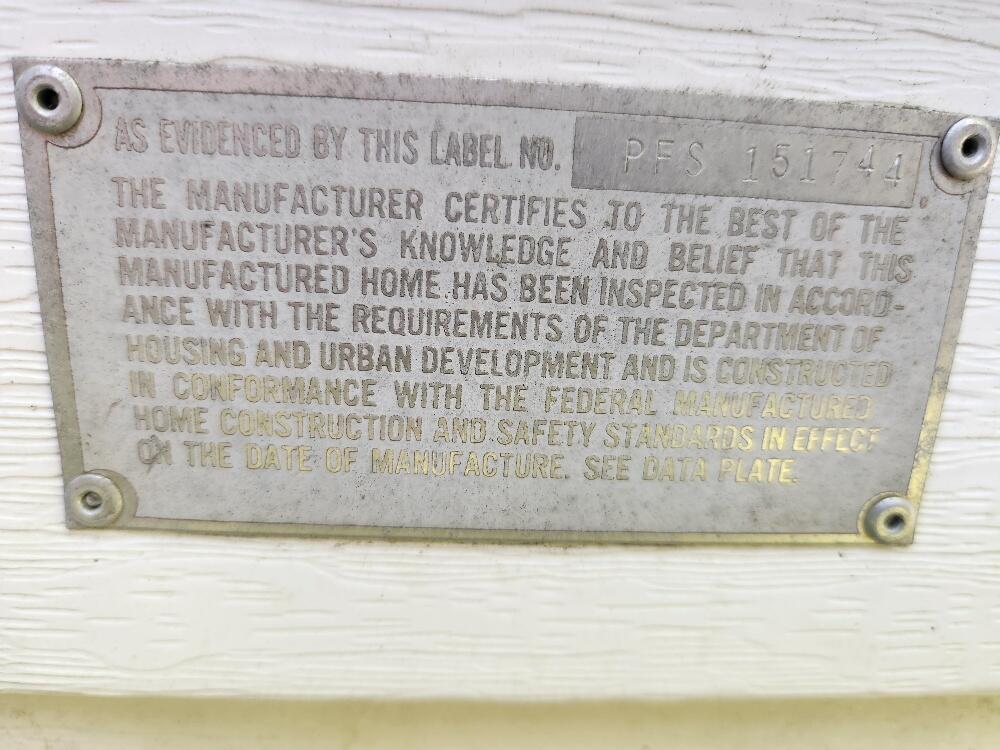 AS EVIDENCED BY THIS LABEL NO. PFS 151744
THE MANUFACTURER CERTIFIES TO THE BEST OF THE
MANUFACTURER'S KNOWLEDGE AND BELIEF THAT THIS
MANUFACTURED HOME HAS BEEN INSPECTED IN ACCORD-
ANCE WITH THE REQUIREMENTS OF THE DEPARTMENT OF
HOUSING AND URBAN DEVELOPMENT AND IS CONSTRUCTED
IN CONFORMANCE WITH THE FEDERAL MANUFACTURED
HOME CONSTRUCTION AND SAFETY STANDARDS IN EFFECT
ON THE DATE OF MANUFACTURE. SEE DATA PLATE.